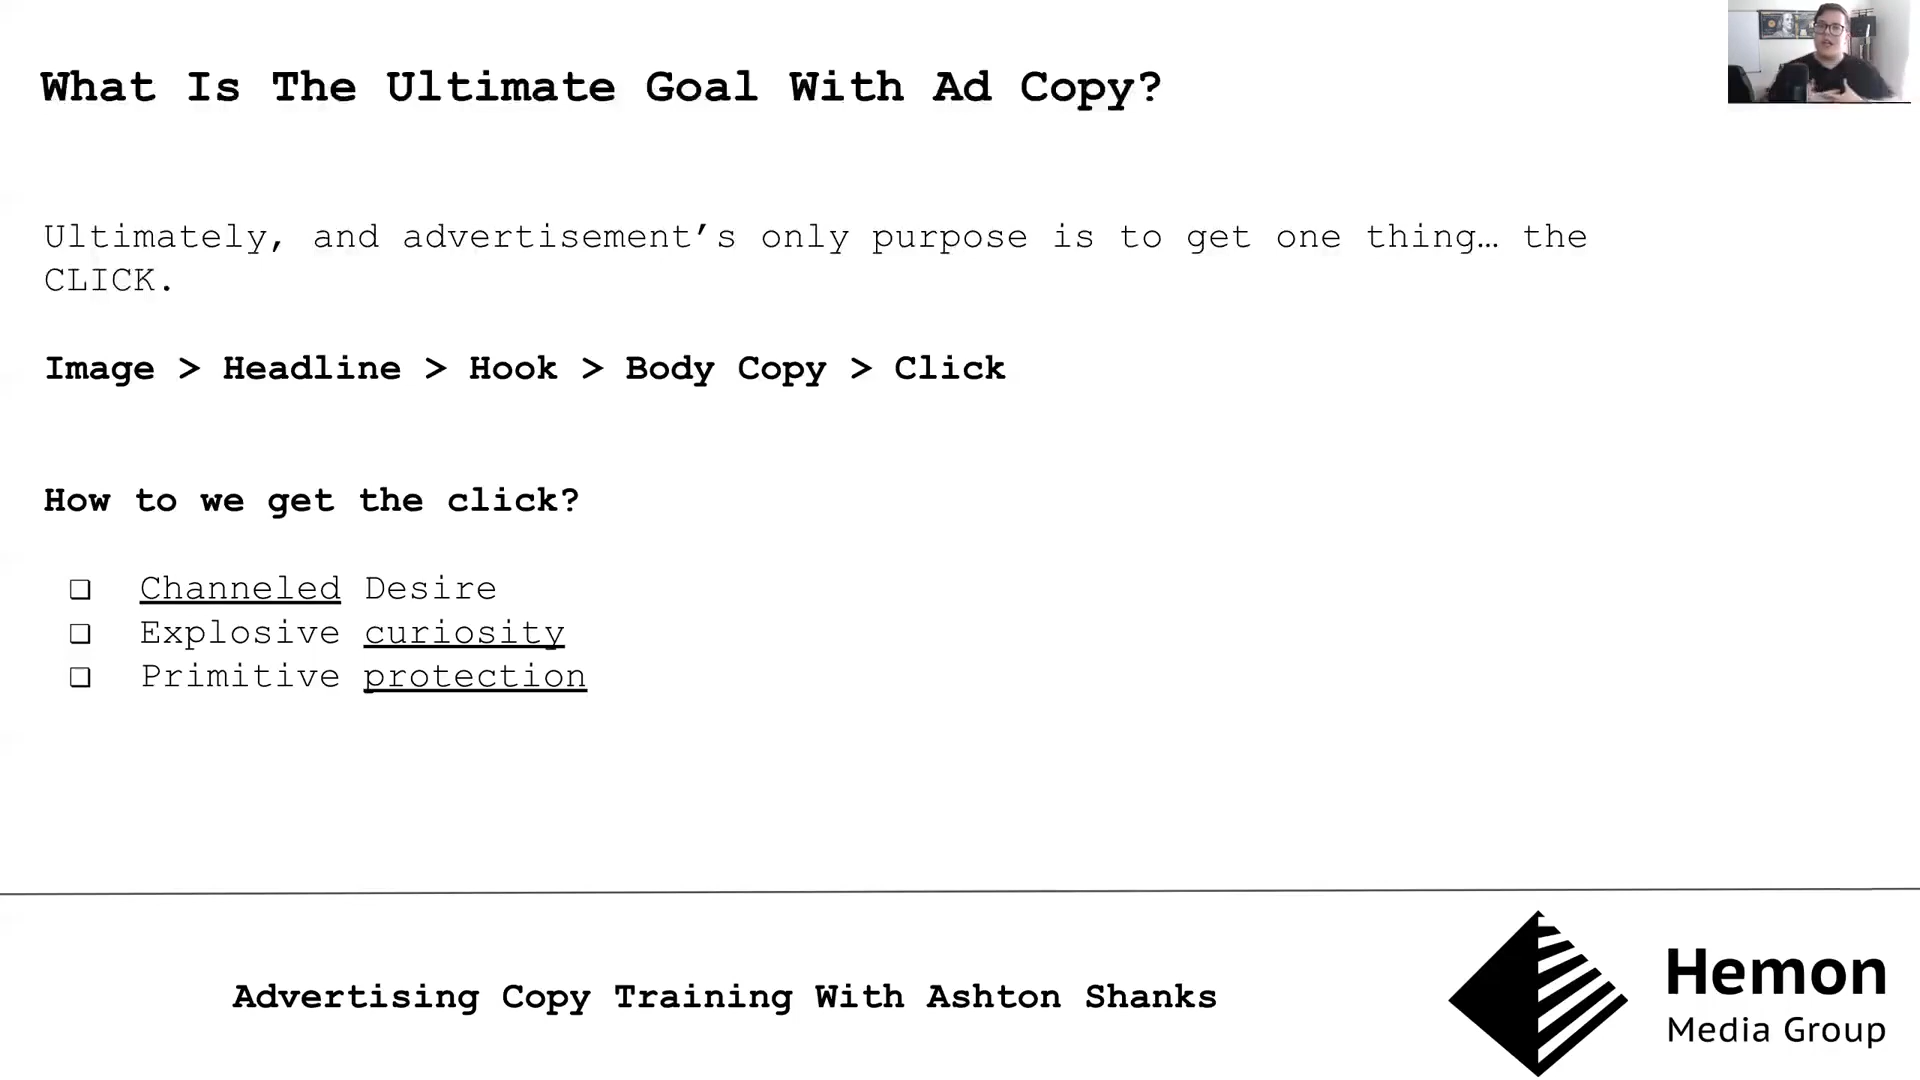 What Is The Ultimate Goal With Ad Copy?
Ultimately, and advertisement’s only purpose is to get one thing… the
CLICK.
Image > Headline > Hook > Body Copy > Click
How to we get the click?
❏ Channeled Desire
❏ Explosive curiosity
❏ Primitive protection
Advertising Copy Training With Ashton Shanks
Hemon
Media Group